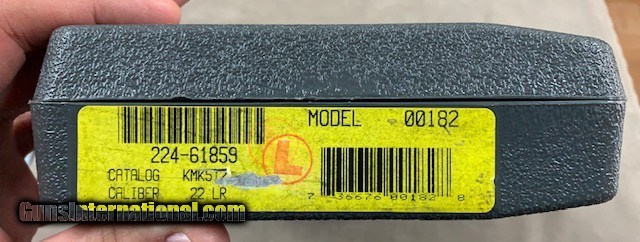 MODEL 00182
224-61859
L
CATALOG
CALIBER 22 LR
7 36676 00182 8
GunsInternational.com